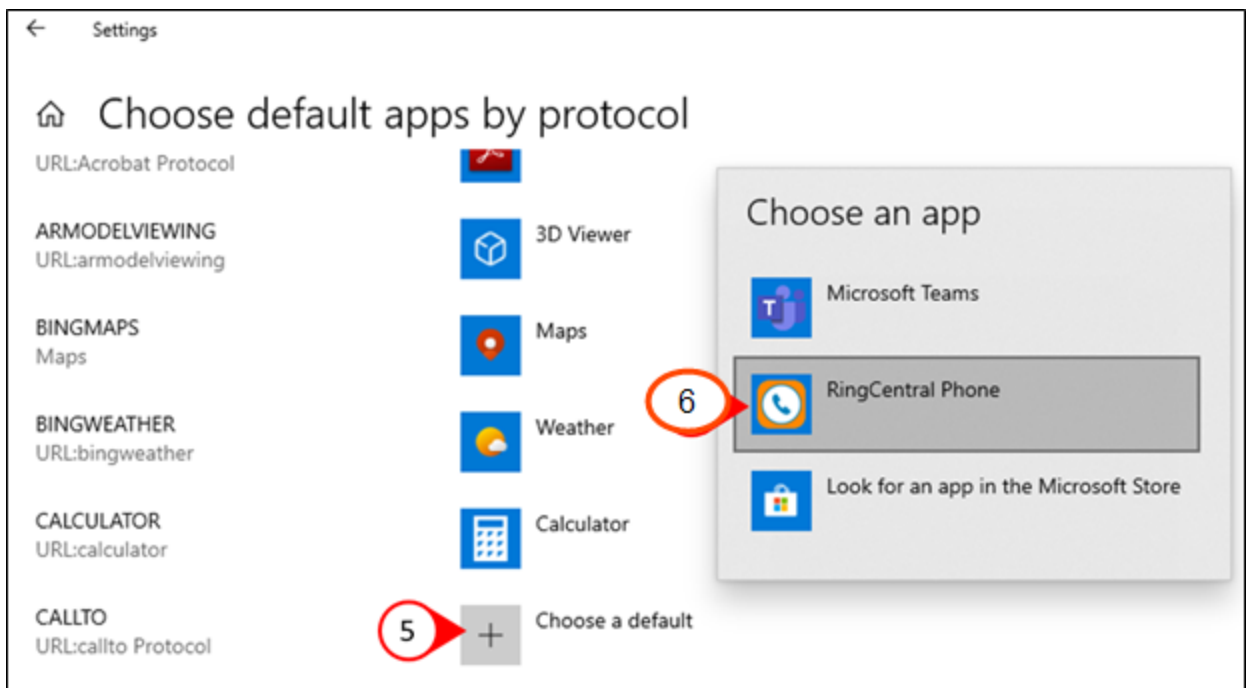 Settings
Choose default apps by protocol
URL:Acrobat Protocol
ARMODELVIEWING
URL:armodelviewing
3D Viewer
BINGMAPS
Maps
Maps
BINGWEATHER
URL:bingweather
Weather
CALCULATOR
URL:calculator
Calculator
CALLTO
URL:callto Protocol
5
Choose a default
Choose an app
T
Microsoft Teams
6
RingCentral Phone
Look for an app in the Microsoft Store